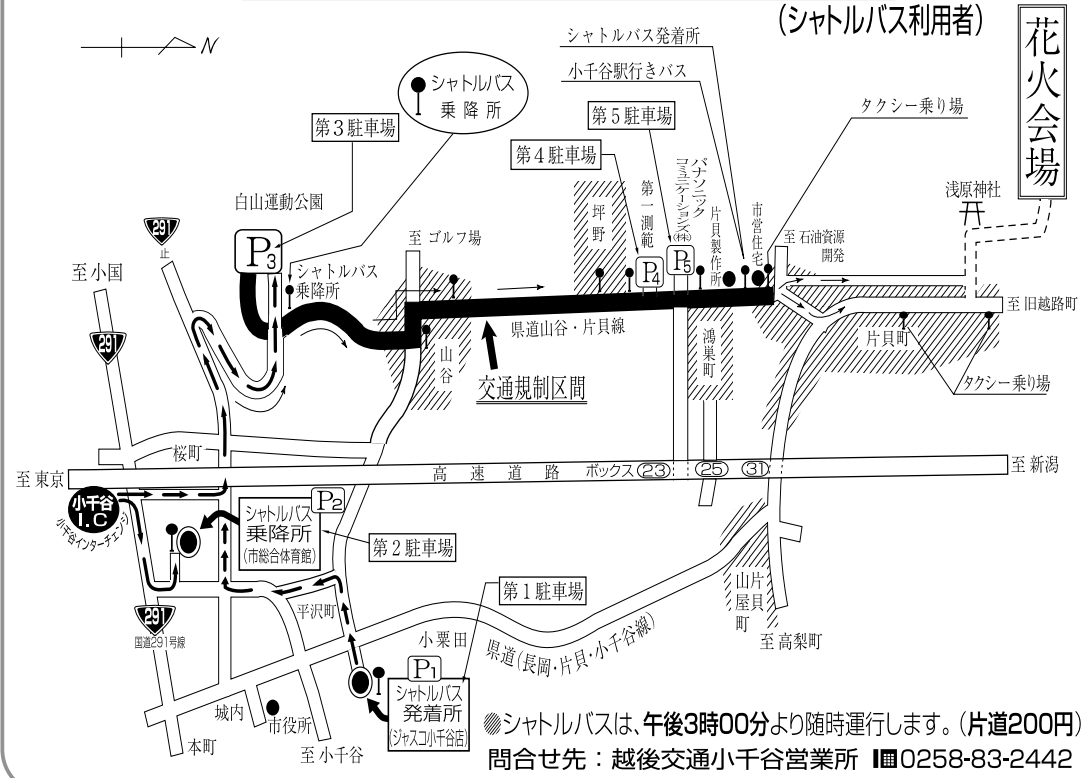 (シャトルバス利用者)
花火会場
N
シャトルバス発着所
小千谷駅行きバス
シャトルバス
乗降所
第3駐車場
第5駐車場
第4駐車場
タクシー乗り場
浅原神社
白山運動公園
P3
シャトルバス
乗降所
至 ゴルフ場
坪野
第一測範
P4
パナソニック
コミュニケーションズ㈱
P5
片貝製作所
市営住宅
至 石油資源
開発
至 旧越路町
291
止
至 小国
291
県道山谷・片貝線
山谷
交通規制区間
鴻巣町
片貝町
タクシー乗り場
桜町
至 東京
高速道路 ボックス 23 25 31
至 新潟
小千谷
I.C
小千谷インターチェンジ
P2
シャトルバス
乗降所
(市総合体育館)
第2駐車場
第1駐車場
291
国道291号線
平沢町
小粟田
県道(長岡・片貝・小千谷線)
片貝
山屋町
至 高梨町
P1
シャトルバス
発着所
(ジャスコ小千谷店)
城内
市役所
本町
至 小千谷
シャトルバスは、午後3時00分より随時運行します。(片道200円)
問合せ先:越後交通小千谷営業所 0258-83-2442